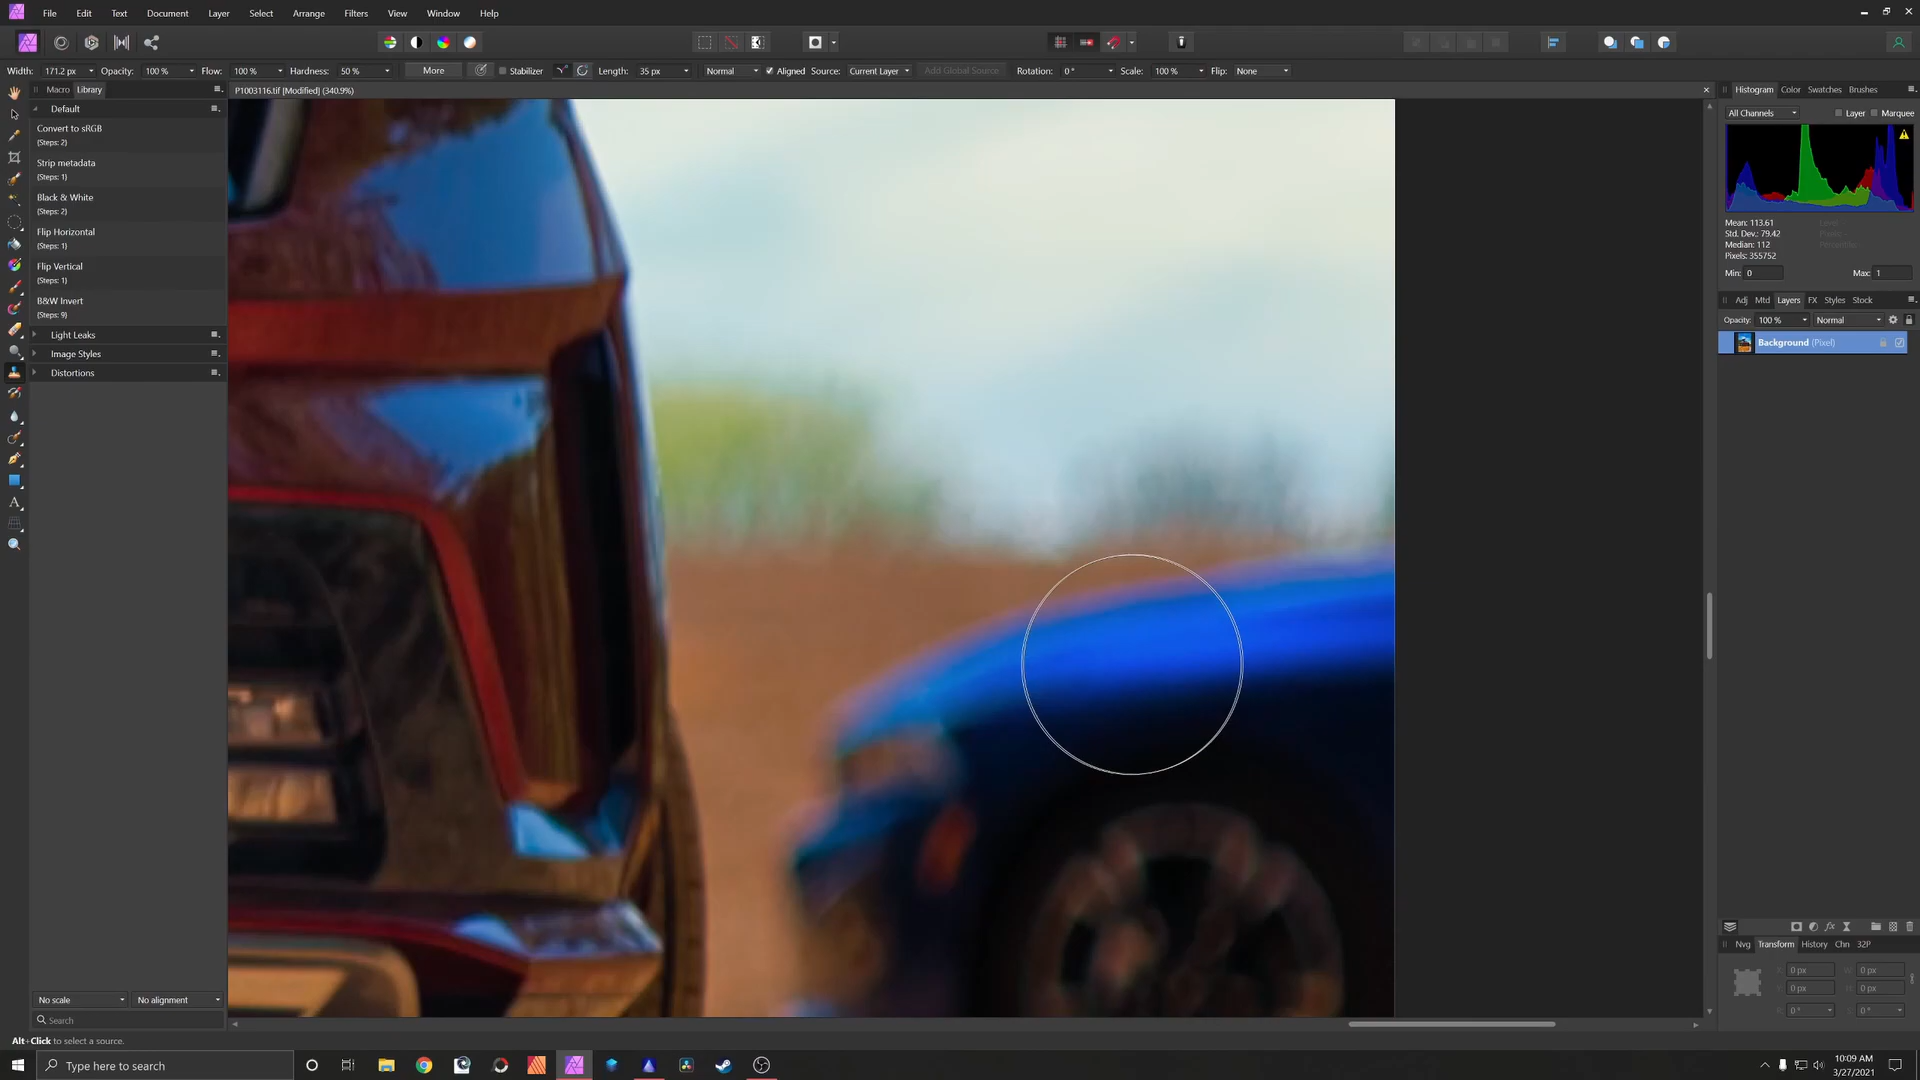 File Edit Text Document Layer Select Arrange Filters View Window Help
Width: 171.2 px Opacity: 100 % Flow: 100 % Hardness: 50 % More Stabilizer Length: 35 px Normal Aligned Source: Current Layer Add Global Source Rotation: 0 ° Scale: 100 % Flip: None
Macro Library
P1003116.tif [Modified] (340.9%)
Default
Convert to sRGB
(Steps: 2)
Strip metadata
(Steps: 1)
Black & White
(Steps: 2)
Flip Horizontal
(Steps: 1)
Flip Vertical
(Steps: 1)
B&W Invert
(Steps: 9)
Light Leaks
Image Styles
Distortions
No scale No alignment
Search
Histogram Color Swatches Brushes
All Channels Layer Marquee
Mean: 113.61
Std. Dev.: 79.42
Median: 112
Pixels: 355752
Level:
Pixels: -
Percentile:
Min: 0 Max: 1
Adj Mtd Layers FX Styles Stock
Opacity: 100 % Normal
Background (Pixel)
Nvg Transform History Chn 32P
X: 0 px W: 0 px
Y: 0 px H: 0 px
R: 0 ° S: 0 °
Alt+Click to select a source.
Type here to search
10:09 AM
3/27/2021